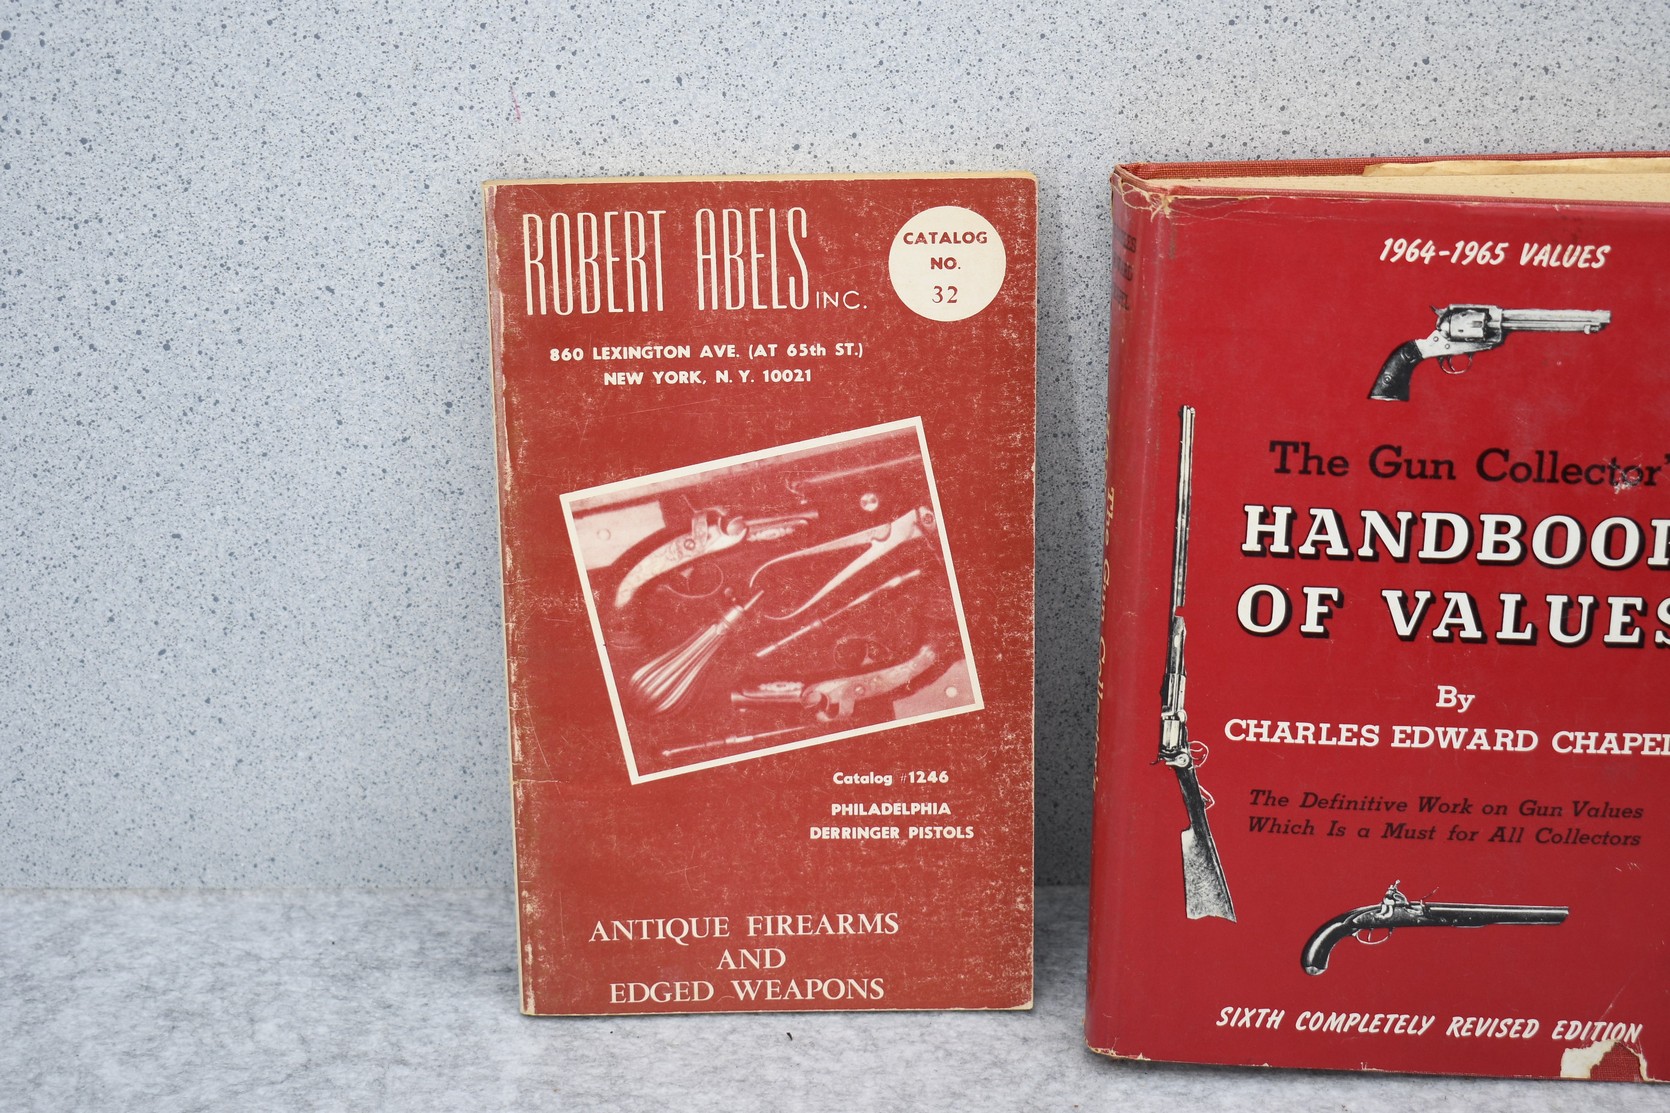 ROBERT ABELS INC.
CATALOG
NO.
32
860 LEXINGTON AVE. (AT 65th ST.)
NEW YORK, N. Y. 10021
Catalog #1246
PHILADELPHIA
DERRINGER PISTOLS
ANTIQUE FIREARMS
AND
EDGED WEAPONS
1964-1965 VALUES
The Gun Collector'
HANDBOOK
OF VALUES
By
CHARLES EDWARD CHAPEL
The Definitive Work on Gun Values
Which Is a Must for All Collectors
SIXTH COMPLETELY REVISED EDITION